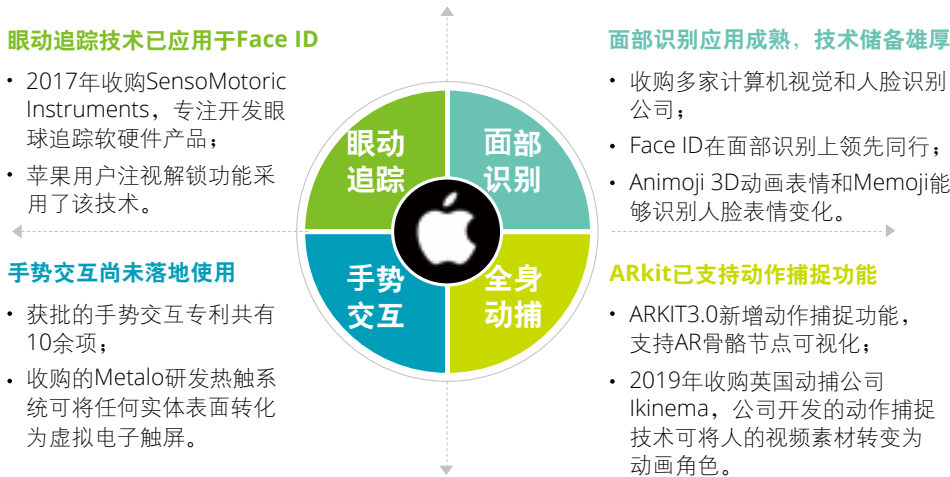 眼动追踪技术已应用于Face ID
• 2017年收购SensoMotoric
Instruments，专注开发眼
球追踪软硬件产品；
• 苹果用户注视解锁功能采
用了该技术。
面部识别应用成熟，技术储备雄厚
• 收购多家计算机视觉和人脸识别
公司；
• Face ID在面部识别上领先同行；
• Animoji 3D动画表情和Memoji能
够识别人脸表情变化。
眼动
追踪
面部
识别
手势
交互
全身
动捕
手势交互尚未落地使用
• 获批的手势交互专利共有
10余项；
• 收购的Metalo研发热触系
统可将任何实体表面转化
为虚拟电子触屏。
ARkit已支持动作捕捉功能
• ARKIT3.0新增动作捕捉功能，
支持AR骨骼节点可视化；
• 2019年收购英国动捕公司
Ikinema，公司开发的动作捕捉
技术可将人的视频素材转变为
动画角色。